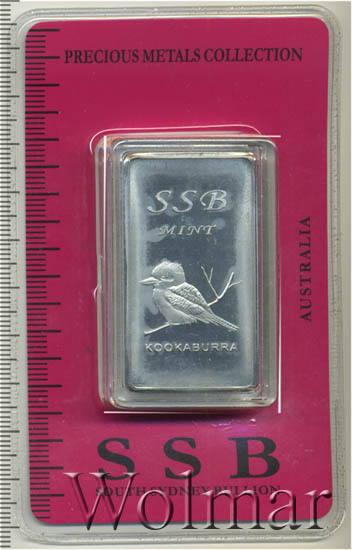 PRECIOUS METALS COLLECTION
SSB
MINT
KOOKABURRA
AUSTRALIA
SSB
SOUTH SYDNEY BULLION
Wolmar